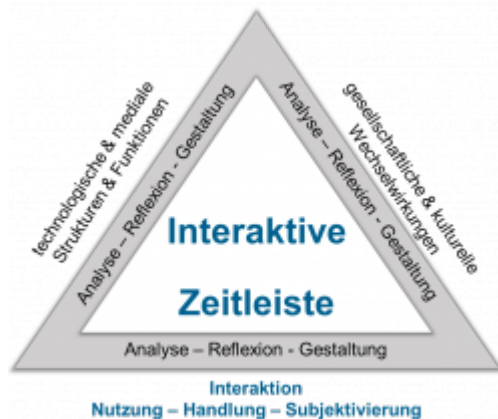 technologische & mediale
Strukturen & Funktionen
Analyse – Reflexion - Gestaltung
gesellschaftliche & kulturelle
Wechselwirkungen
Analyse – Reflexion - Gestaltung
Interaktive
Zeitleiste
Analyse – Reflexion - Gestaltung
Interaktion
Nutzung – Handlung – Subjektivierung